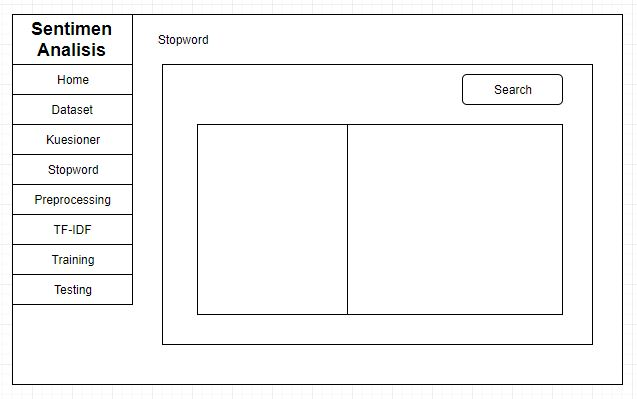 Sentimen
Analisis
Home
Dataset
Kuesioner
Stopword
Preprocessing
TF-IDF
Training
Testing
Stopword
Search